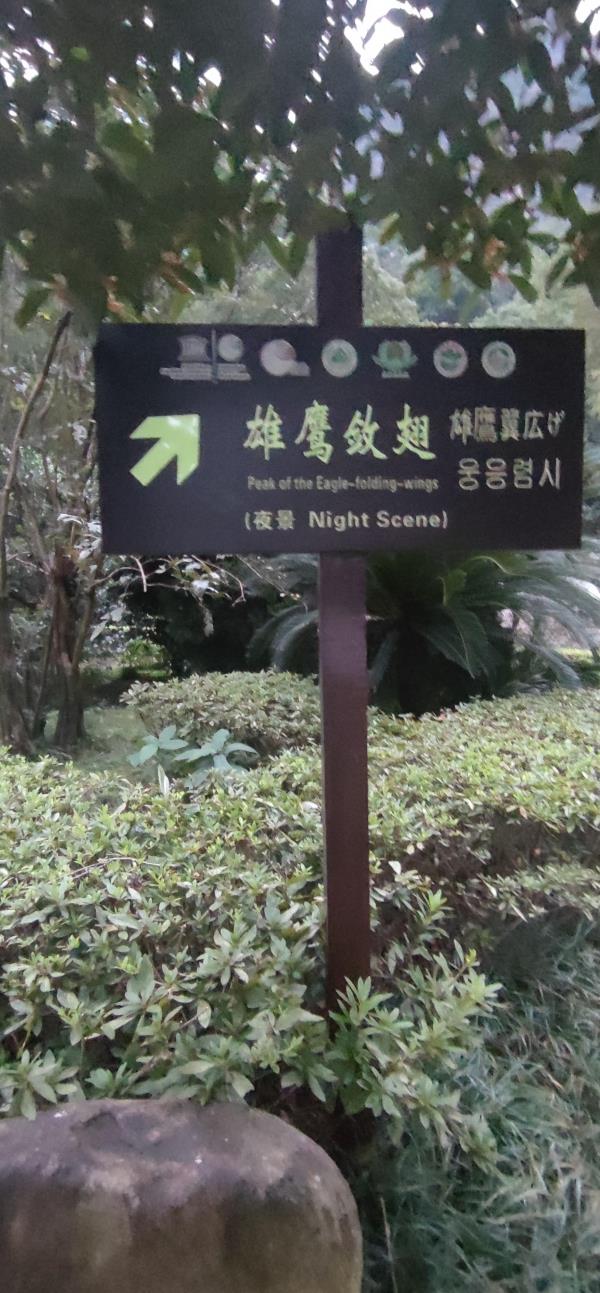 雄鹰敛翅
Peak of the Eagle-folding-wings
(夜景 Night Scene)
雄鷹翼広げ
웅응렴시